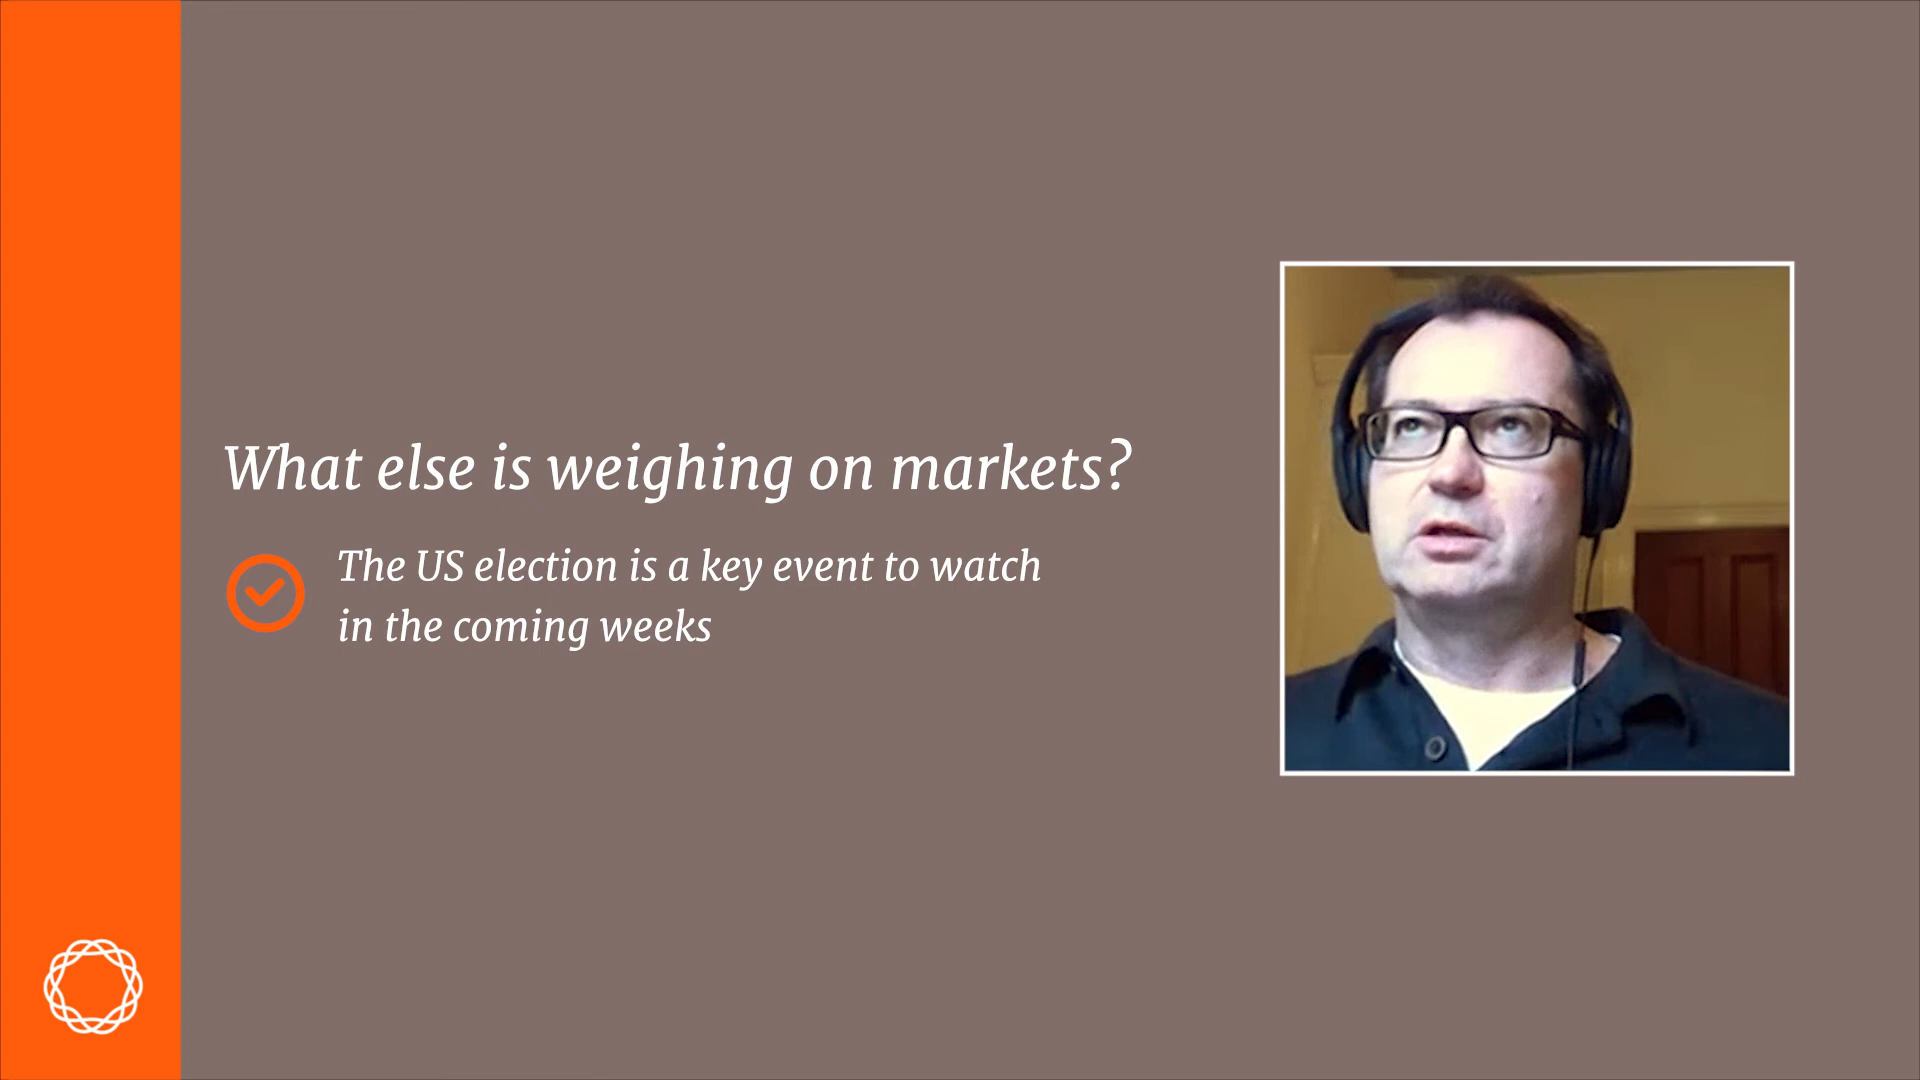 What else is weighing on markets?
The US election is a key event to watch
in the coming weeks